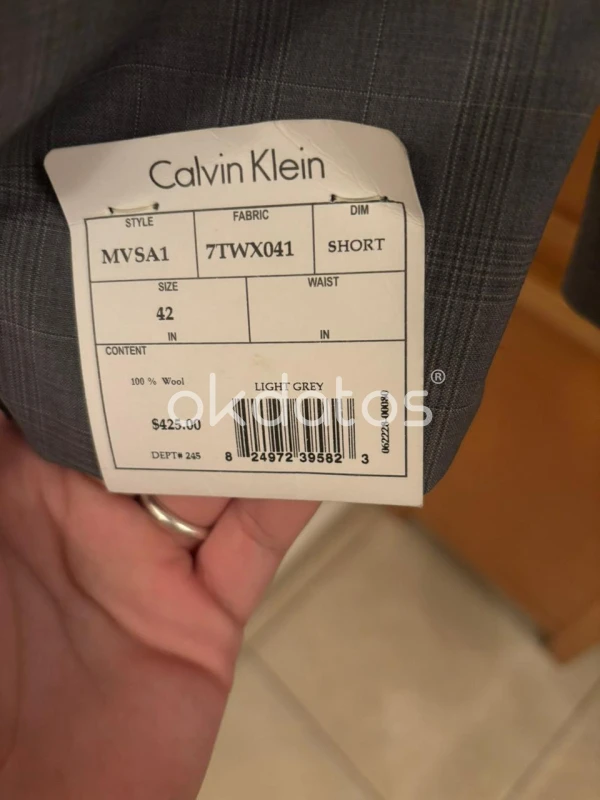 Calvin Klein
STYLE FABRIC DIM
MVSA1 7TWX041 SHORT
SIZE WAIST
42
IN IN
CONTENT
100 % Wool LIGHT GREY
okdatos®
$425.00
DEPT# 245
8 24972 39582 3